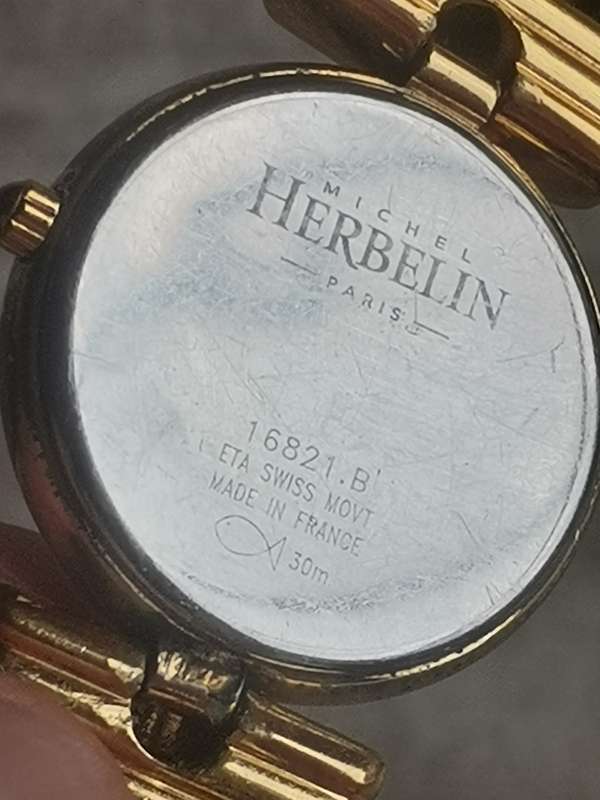 MICHEL
HERBELIN
— PARIS —
16821.B
ETA SWISS MOVT
MADE IN FRANCE
30m